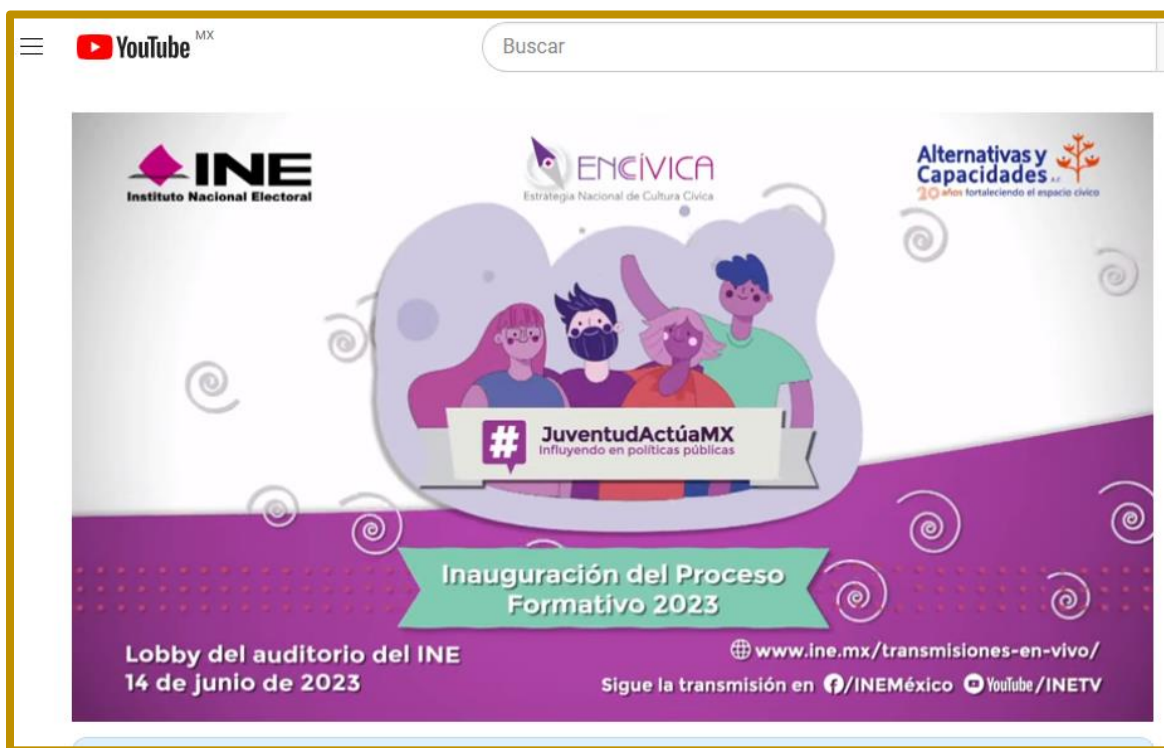 YouTube MX
Buscar
INE
Instituto Nacional Electoral
ENCÍVICA
Estrategia Nacional de Cultura Cívica
Alternativas y
Capacidades A.C.
20 años fortaleciendo el espacio cívico
# JuventudActúaMX
Influyendo en políticas públicas
Inauguración del Proceso
Formativo 2023
Lobby del auditorio del INE
14 de junio de 2023
www.ine.mx/transmisiones-en-vivo/
Sigue la transmisión en /INEMéxico YouTube/INETV